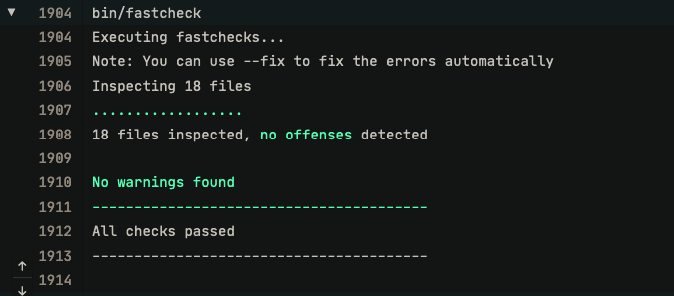 1904 bin/fastcheck
1904 Executing fastchecks...
1905 Note: You can use --fix to fix the errors automatically
1906 Inspecting 18 files
1907 ..................
1908 18 files inspected, no offenses detected
1909
1910 No warnings found
1911 ----------------------------------------
1912 All checks passed
1913 ----------------------------------------
1914